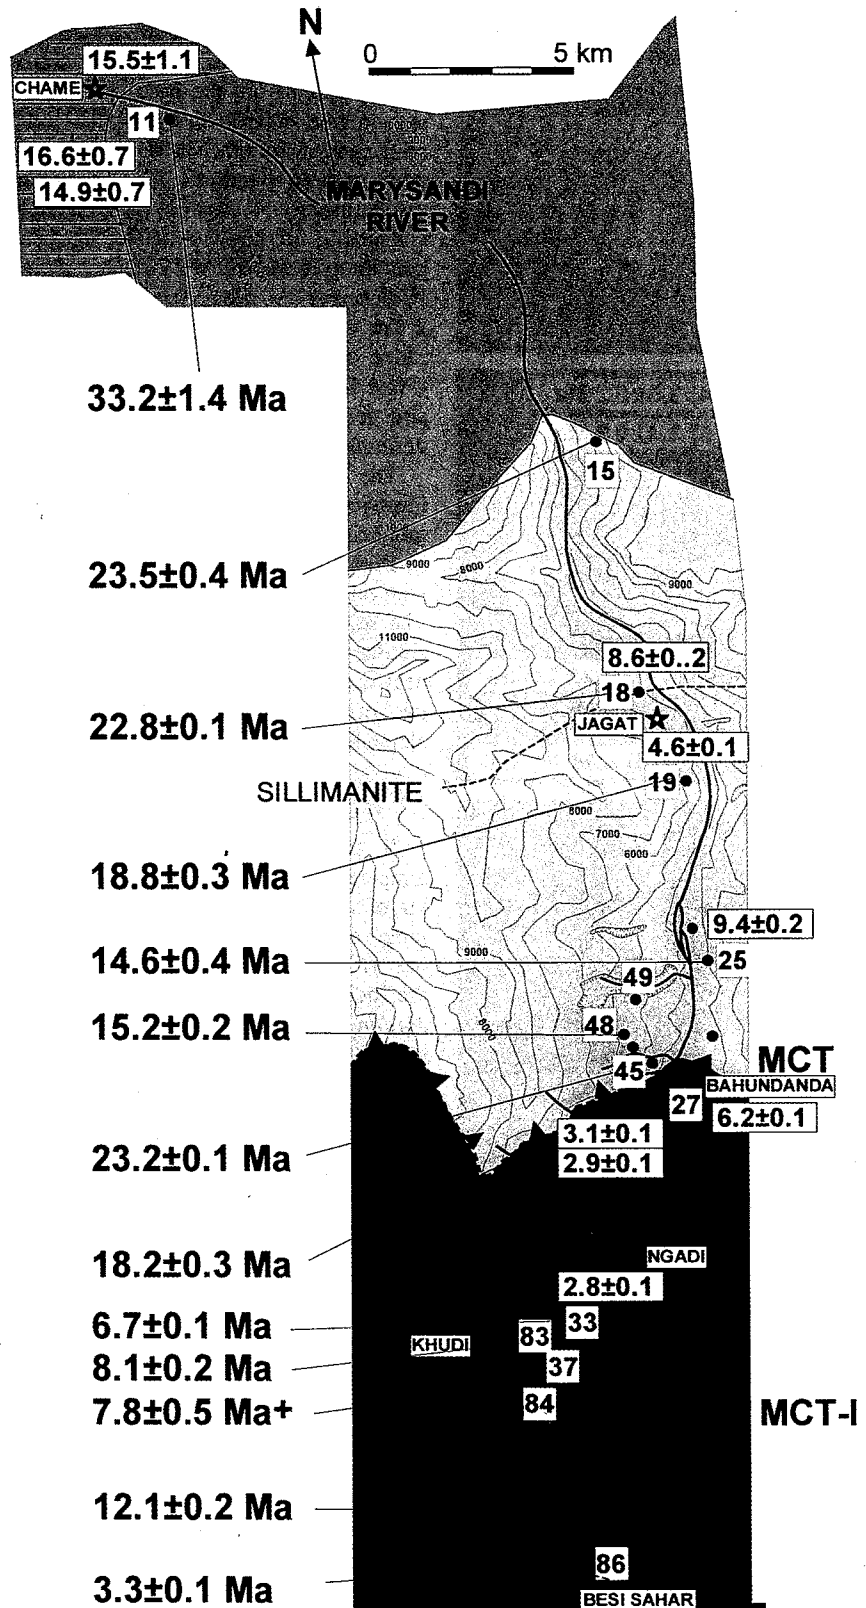 N
0 5 km
15.5±1.1
CHAME
11
16.6±0.7
14.9±0.7
MARYSANDI
RIVER
33.2±1.4 Ma
15
23.5±0.4 Ma
9000
8000
9000
11000
8.6±0..2
18
22.8±0.1 Ma
JAGAT
4.6±0.1
19
SILLIMANITE
8000
7000
6000
18.8±0.3 Ma
9.4±0.2
14.6±0.4 Ma
9000
25
49
15.2±0.2 Ma
8000
48
MCT
45
BAHUNDANDA
27
6.2±0.1
3.1±0.1
23.2±0.1 Ma
2.9±0.1
18.2±0.3 Ma
NGADI
2.8±0.1
6.7±0.1 Ma
33
83
KHUDI
8.1±0.2 Ma
37
7.8±0.5 Ma+
84
MCT-I
12.1±0.2 Ma
86
3.3±0.1 Ma
BESI SAHAR